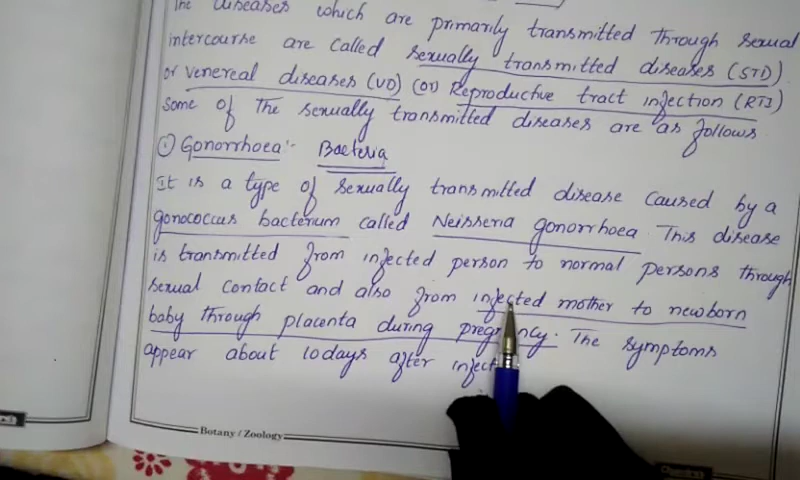 The diseases which are primarily transmitted Through sexual
intercourse are called sexually transmitted diseases (STD)
or venereal diseases (VD) (or) Reproductive tract infection (RTI)
some of The sexually transmitted diseases are as follows
① Gonorrhoea :- Bacteria
It is a type of sexually transmitted disease caused by a
gonococcus bacterium called Neisseria gonorrhoea. This disease
is transmitted from infected person to normal persons through
sexual contact and also from infected mother to newborn
baby through placenta during pregnancy. The symptoms
appear about 10 days after infect
Botany / Zoology